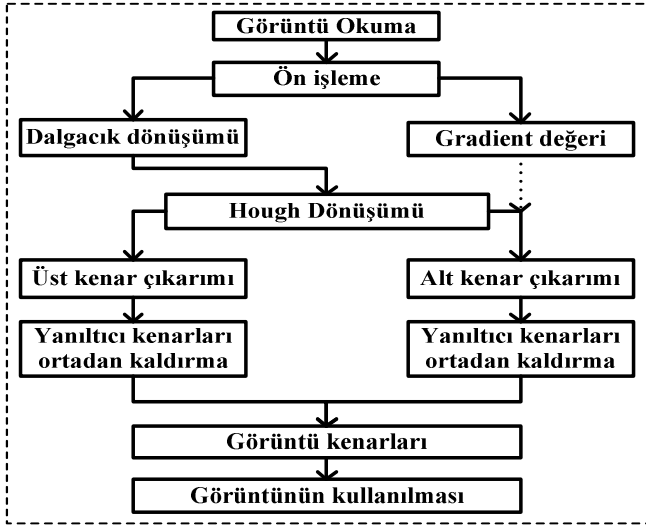 Görüntü Okuma
Ön işleme
Dalgacık dönüşümü
Gradient değeri
Hough Dönüşümü
Üst kenar çıkarımı
Alt kenar çıkarımı
Yanıltıcı kenarları
ortadan kaldırma
Yanıltıcı kenarları
ortadan kaldırma
Görüntü kenarları
Görüntünün kullanılması